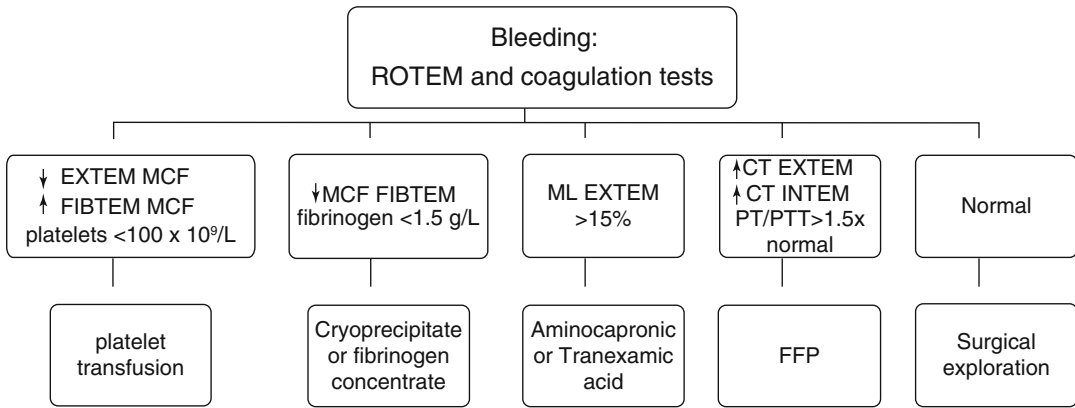 Bleeding:
ROTEM and coagulation tests
↓ EXTEM MCF
↑ FIBTEM MCF
platelets <100 x 10⁹/L
↓MCF FIBTEM
fibrinogen <1.5 g/L
ML EXTEM
>15%
↑CT EXTEM
↑CT INTEM
PT/PTT>1.5x
normal
Normal
platelet
transfusion
Cryoprecipitate
or fibrinogen
concentrate
Aminocapronic
or Tranexamic
acid
FFP
Surgical
exploration